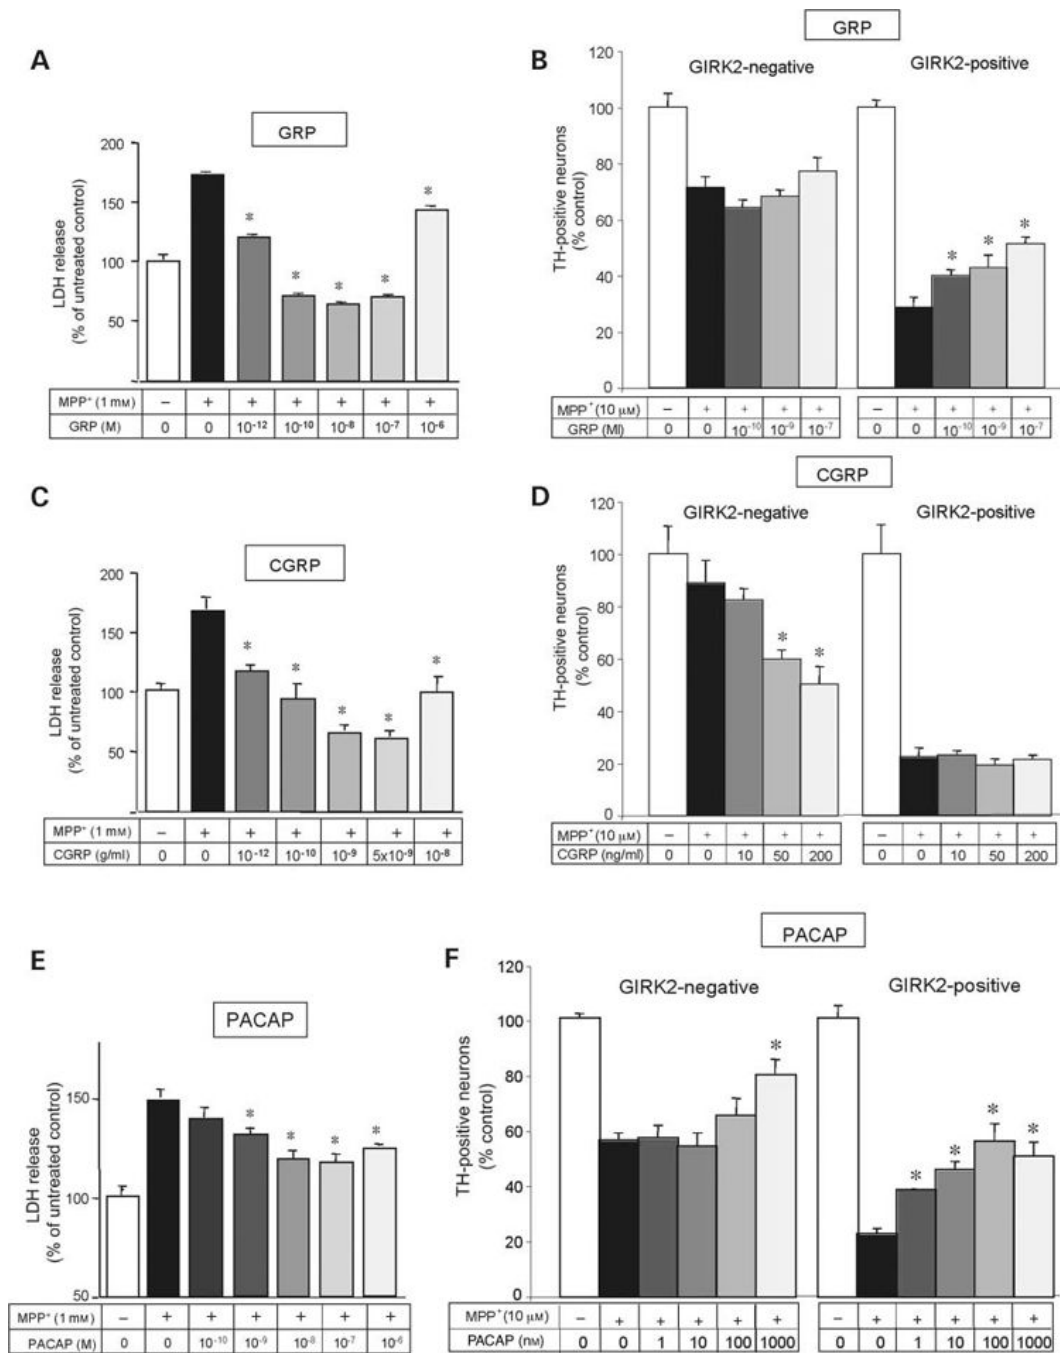 A
GRP
LDH release
(% of untreated control)
200
150
100
50
MPP⁺ (1 mM) – + + + + + +
GRP (M) 0 0 10⁻¹² 10⁻¹⁰ 10⁻⁸ 10⁻⁷ 10⁻⁶
* * * * *
B
GRP
GIRK2-negative GIRK2-positive
TH-positive neurons
(% control)
120
100
80
60
40
20
0
* * *
MPP⁺ (10 µM) – + + + + – + + + +
GRP (Ml) 0 0 10⁻¹⁰ 10⁻⁹ 10⁻⁷ 0 0 10⁻¹⁰ 10⁻⁹ 10⁻⁷
C
CGRP
LDH release
(% of untreated control)
200
150
100
50
* * * * *
MPP⁺ (1 mM) – + + + + + +
CGRP (g/ml) 0 0 10⁻¹² 10⁻¹⁰ 10⁻⁹ 5x10⁻⁹ 10⁻⁸
D
CGRP
GIRK2-negative GIRK2-positive
TH-positive neurons
(% control)
120
100
80
60
40
20
0
* *
MPP⁺ (10 µM) – + + + + – + + + +
CGRP (ng/ml) 0 0 10 50 200 0 0 10 50 200
E
PACAP
LDH release
(% of untreated control)
150
100
50
* * * *
MPP⁺ (1 mM) – + + + + + +
PACAP (M) 0 0 10⁻¹⁰ 10⁻⁹ 10⁻⁸ 10⁻⁷ 10⁻⁶
F
PACAP
GIRK2-negative GIRK2-positive
TH-positive neurons
(% control)
120
100
80
60
40
20
0
* * * * *
MPP⁺ (10 µM) – + + + + + – + + + + +
PACAP (nM) 0 0 1 10 100 1000 0 0 1 10 100 1000